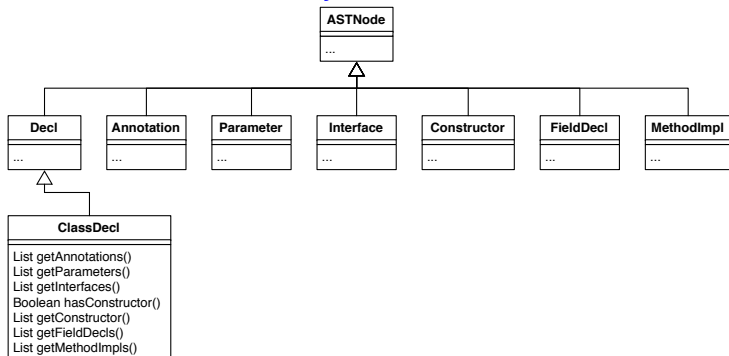 ASTNode
...
Decl
Annotation
Parameter
Interface
Constructor
FieldDecl
MethodImpl
...
...
...
...
...
...
...
ClassDecl
List getAnnotations()
List getParameters()
List getInterfaces()
Boolean hasConstructor()
List getConstructor()
List getFieldDecls()
List getMethodImpls()